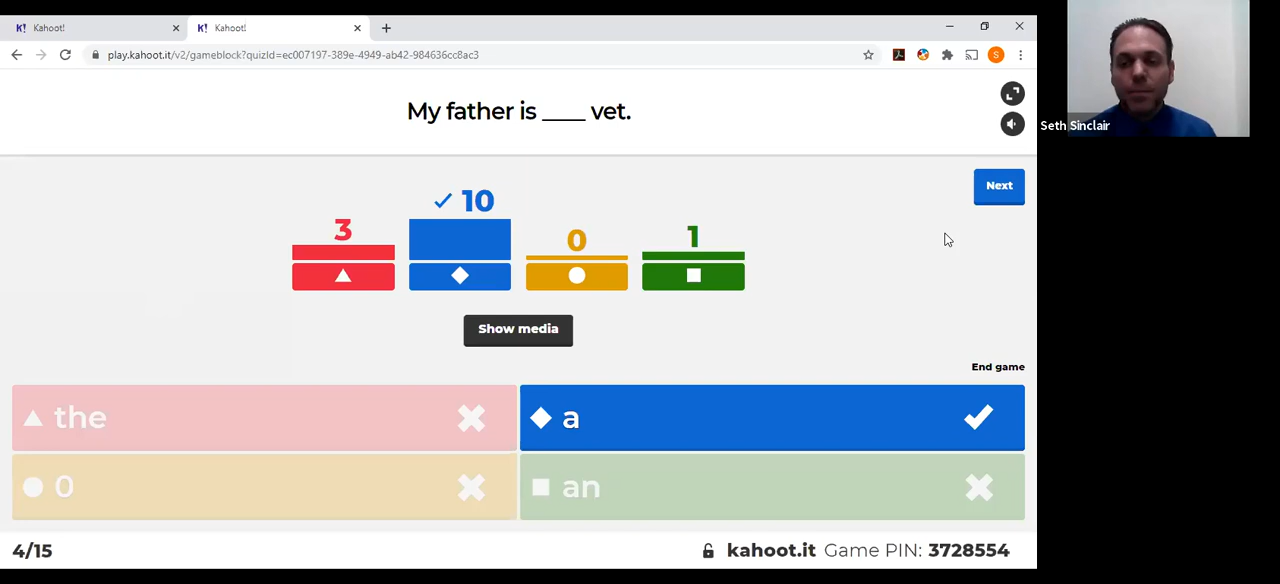 K! Kahoot!
K! Kahoot!
play.kahoot.it/v2/gameblock?quizId=ec007197-389e-4949-ab42-984636cc8ac3
S
My father is ____ vet.
Seth Sinclair
Next
3
10
0
1
Show media
End game
the
a
0
an
4/15
kahoot.it Game PIN: 3728554